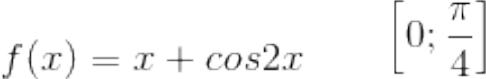 f(x) = x + cos2x [0; π/4]